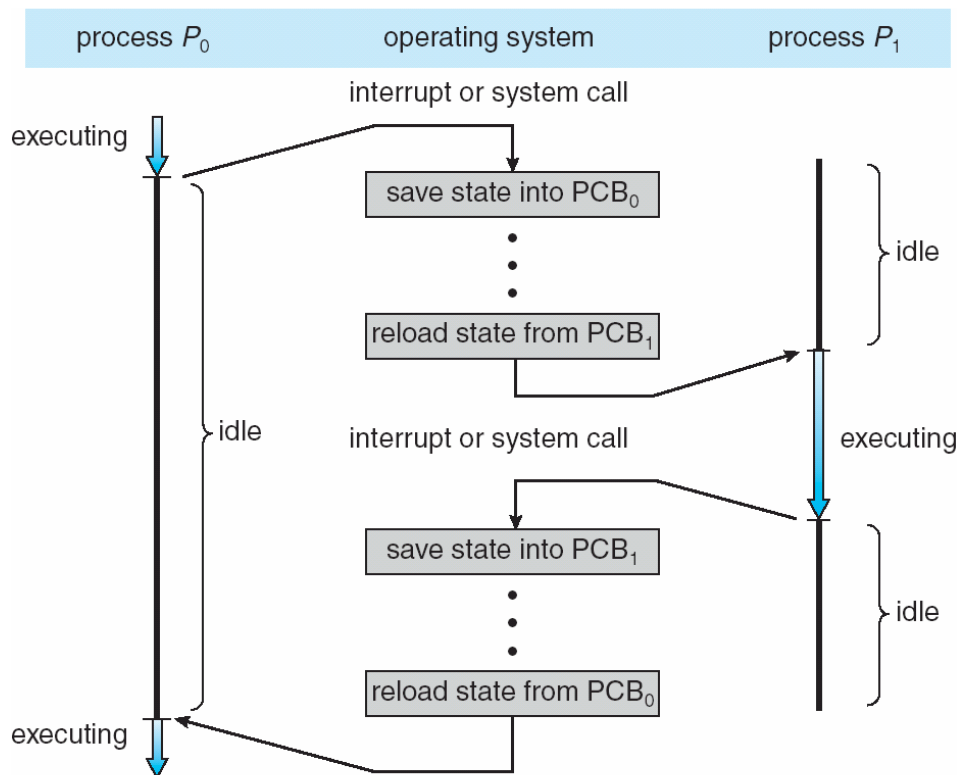 process P₀ operating system process P₁
interrupt or system call
executing
save state into PCB₀
idle
reload state from PCB₁
idle
interrupt or system call
executing
save state into PCB₁
idle
reload state from PCB₀
executing